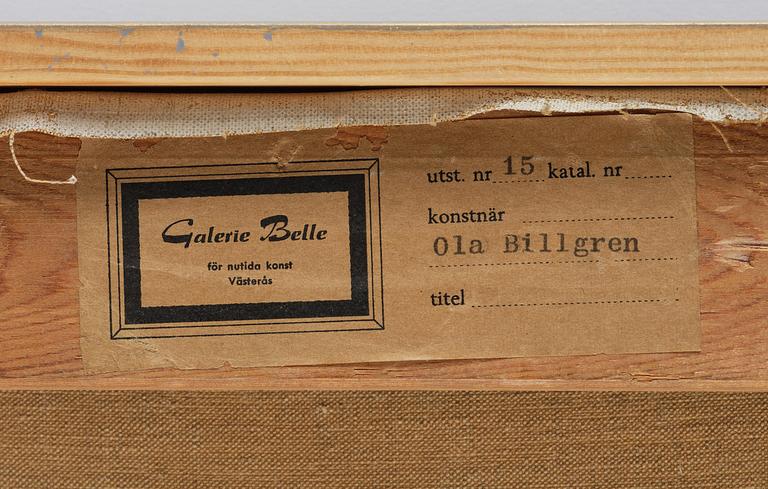 Galerie Belle
för nutida konst
Västerås
utst. nr 15 katal. nr
konstnär
Ola Billgren
titel